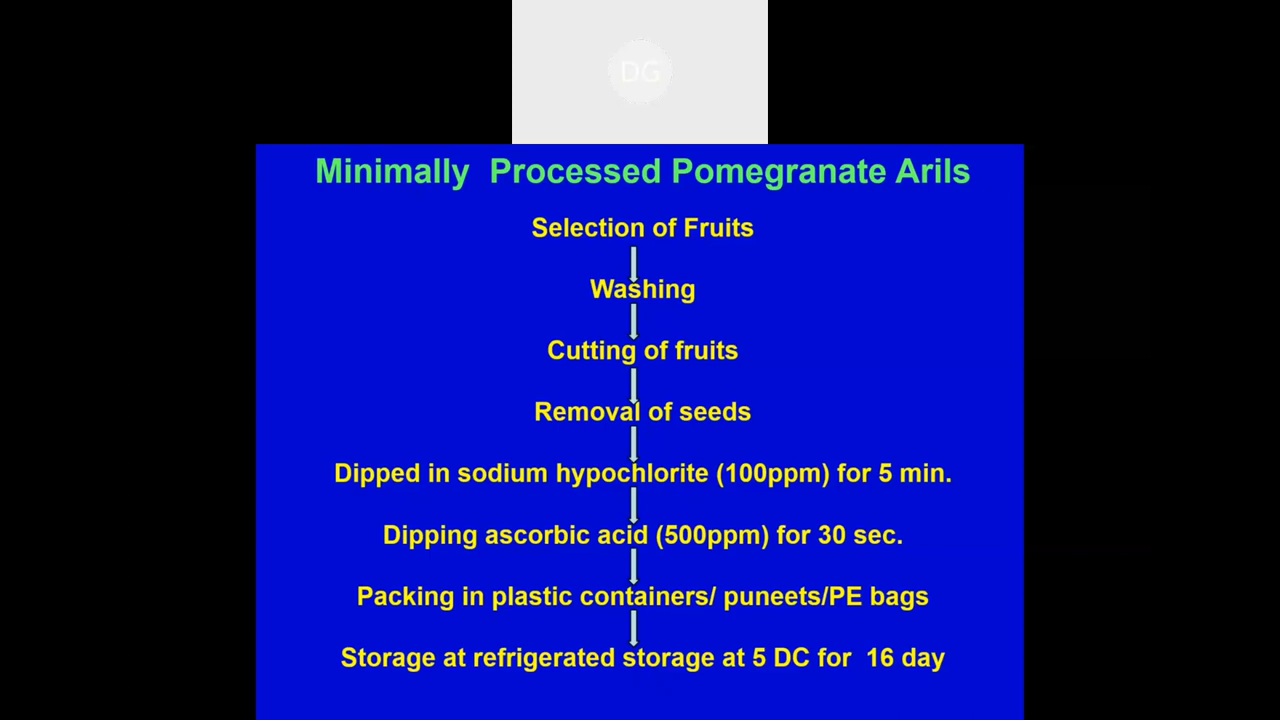 DG
Minimally Processed Pomegranate Arils
Selection of Fruits
Washing
Cutting of fruits
Removal of seeds
Dipped in sodium hypochlorite (100ppm) for 5 min.
Dipping ascorbic acid (500ppm) for 30 sec.
Packing in plastic containers/ puneets/PE bags
Storage at refrigerated storage at 5 DC for 16 day